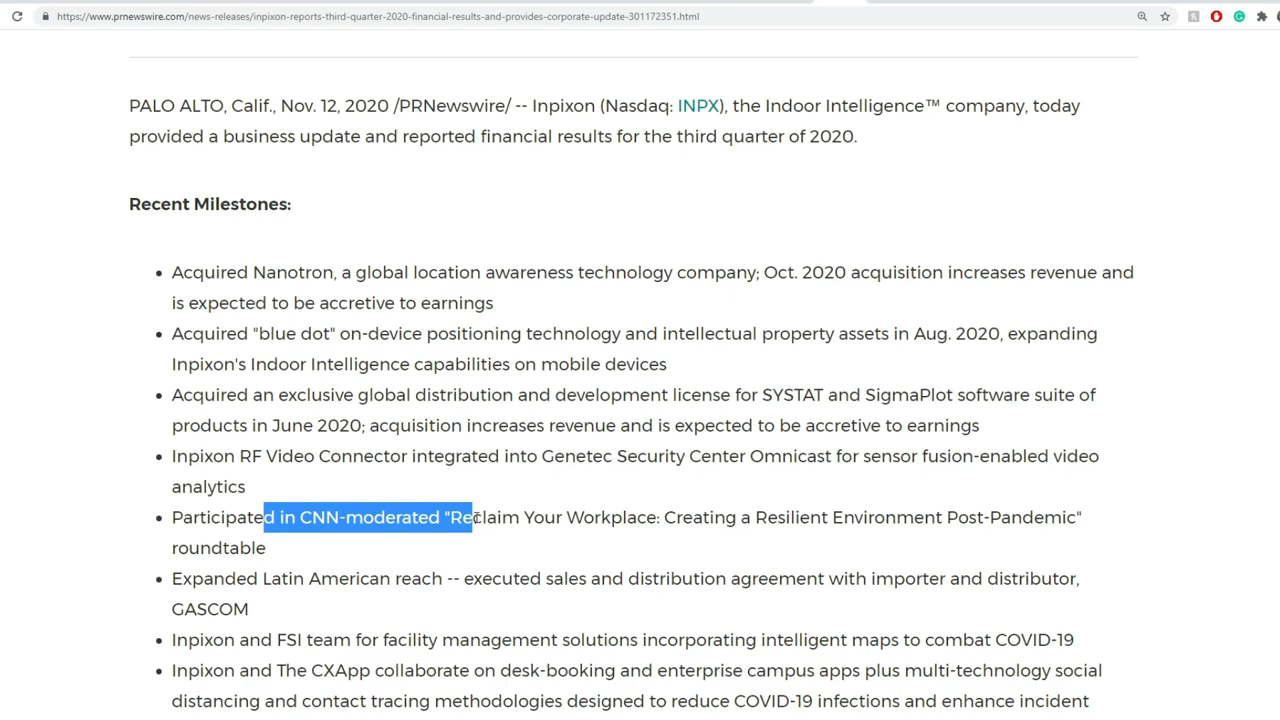 https://www.prnewswire.com/news-releases/inpixon-reports-third-quarter-2020-financial-results-and-provides-corporate-update-301172351.html
PALO ALTO, Calif., Nov. 12, 2020 /PRNewswire/ -- Inpixon (Nasdaq: INPX), the Indoor Intelligence™ company, today
provided a business update and reported financial results for the third quarter of 2020.
Recent Milestones:
• Acquired Nanotron, a global location awareness technology company; Oct. 2020 acquisition increases revenue and
is expected to be accretive to earnings
• Acquired "blue dot" on-device positioning technology and intellectual property assets in Aug. 2020, expanding
Inpixon's Indoor Intelligence capabilities on mobile devices
• Acquired an exclusive global distribution and development license for SYSTAT and SigmaPlot software suite of
products in June 2020; acquisition increases revenue and is expected to be accretive to earnings
• Inpixon RF Video Connector integrated into Genetec Security Center Omnicast for sensor fusion-enabled video
analytics
• Participated in CNN-moderated "Reclaim Your Workplace: Creating a Resilient Environment Post-Pandemic"
roundtable
• Expanded Latin American reach -- executed sales and distribution agreement with importer and distributor,
GASCOM
• Inpixon and FSI team for facility management solutions incorporating intelligent maps to combat COVID-19
• Inpixon and The CXApp collaborate on desk-booking and enterprise campus apps plus multi-technology social
distancing and contact tracing methodologies designed to reduce COVID-19 infections and enhance incident